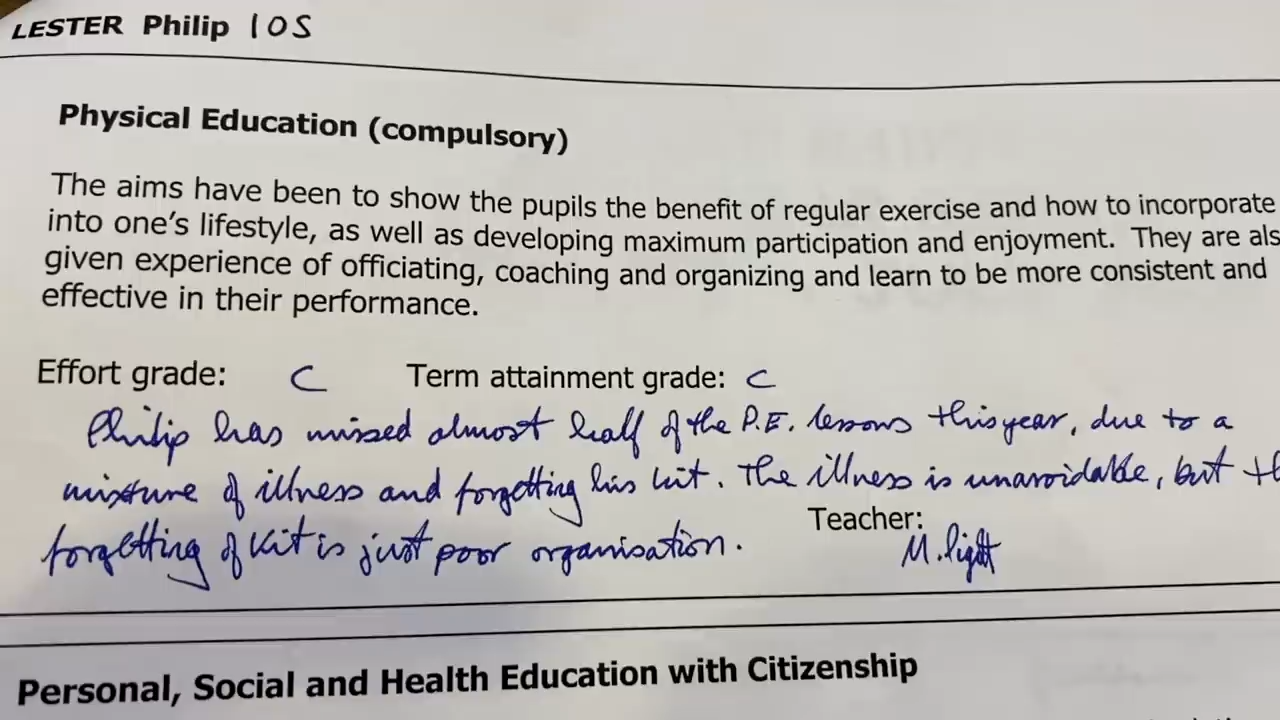 LESTER Philip 10S
Physical Education (compulsory)
The aims have been to show the pupils the benefit of regular exercise and how to incorporate
into one's lifestyle, as well as developing maximum participation and enjoyment. They are als
given experience of officiating, coaching and organizing and learn to be more consistent and
effective in their performance.
Effort grade: C Term attainment grade: C
Philip has missed almost half of the P.E. lessons this year, due to a
mixture of illness and forgetting his kit. The illness is unavoidable, but th
forgetting of kit is just poor organisation.
Teacher:
M. Light
Personal, Social and Health Education with Citizenship